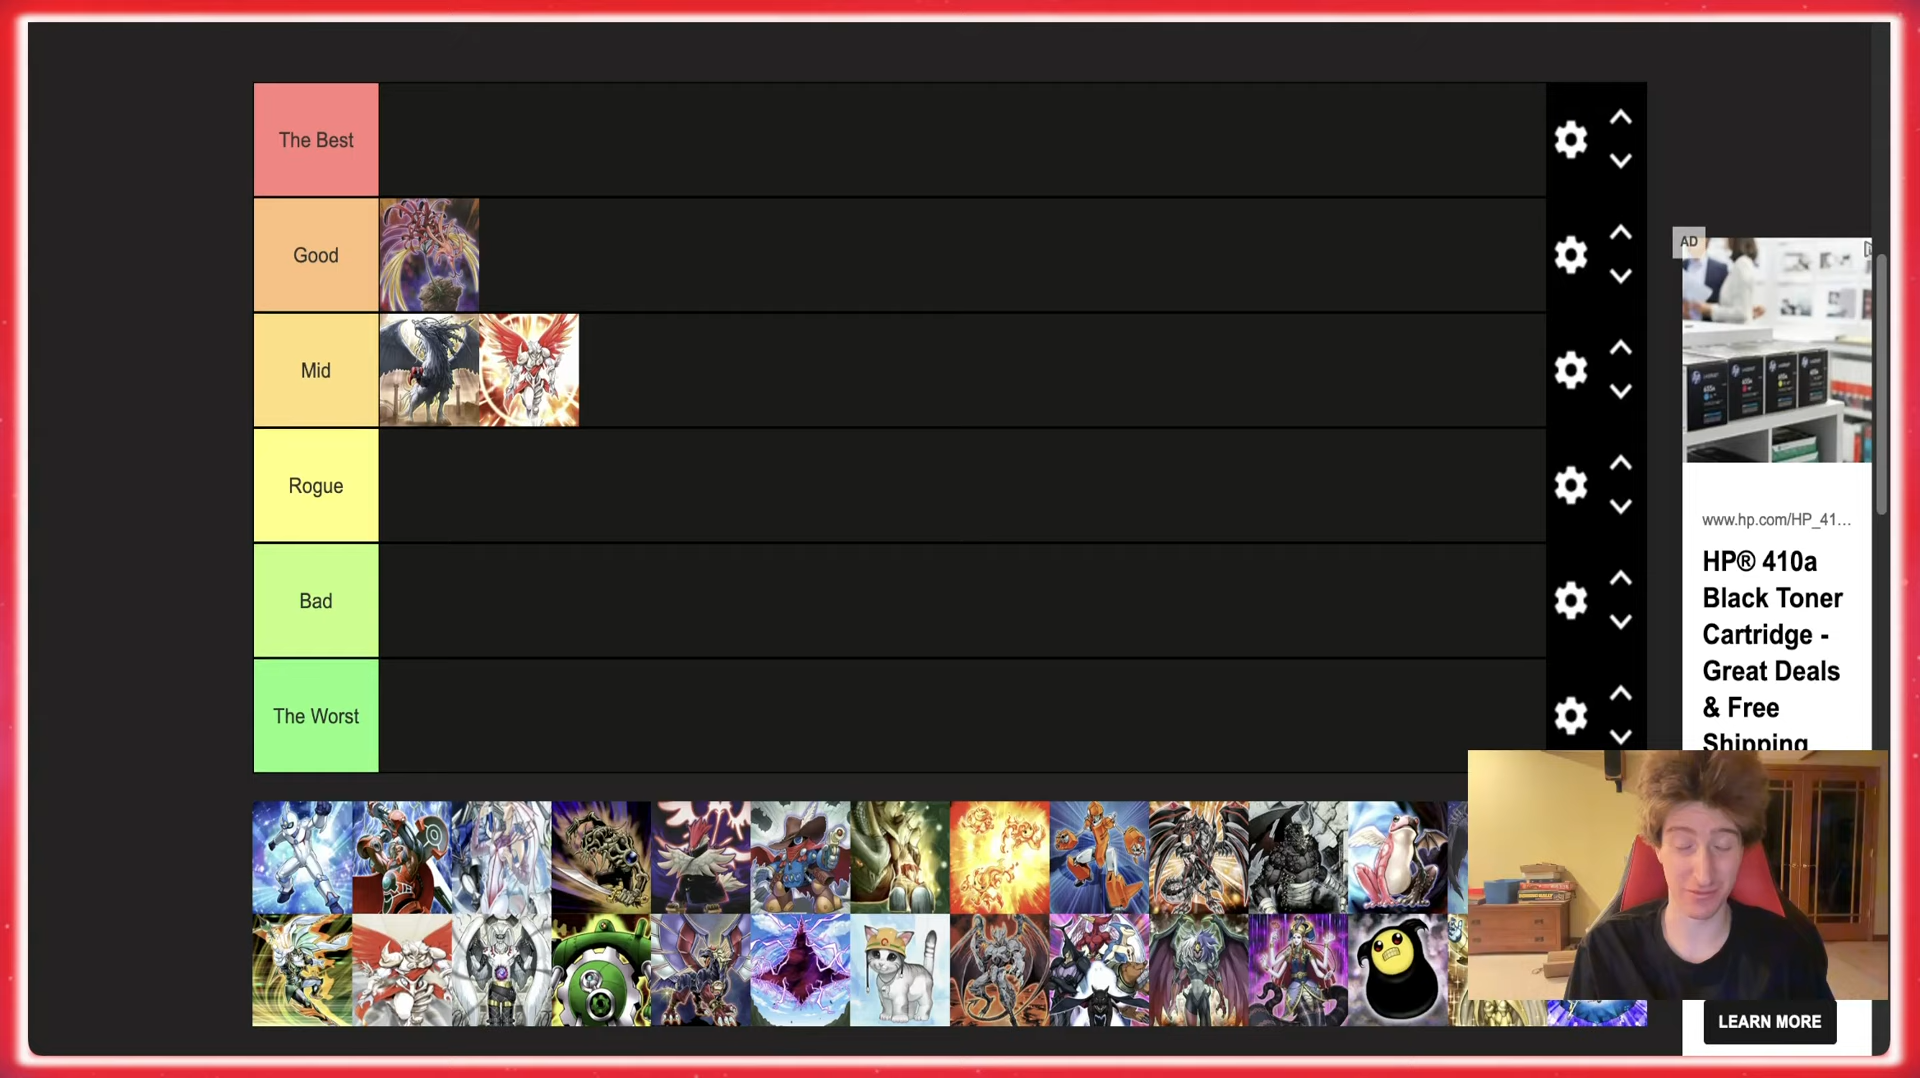 The Best
Good
Mid
Rogue
Bad
The Worst
AD
www.hp.com/HP_41...
HP® 410a
Black Toner
Cartridge -
Great Deals
& Free
Shipping
LEARN MORE